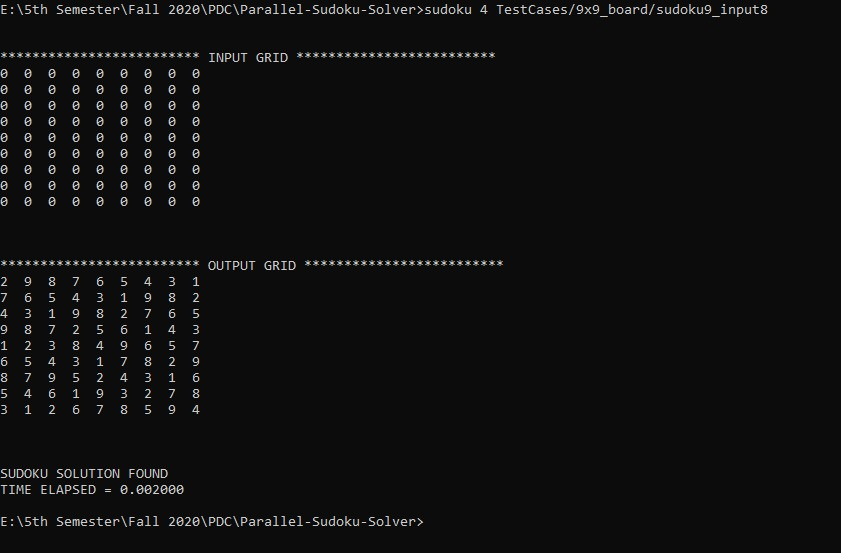 E:\5th Semester\Fall 2020\PDC\Parallel-Sudoku-Solver>sudoku 4 TestCases/9x9_board/sudoku9_input8
************************* INPUT GRID *************************
0 0 0 0 0 0 0 0 0
0 0 0 0 0 0 0 0 0
0 0 0 0 0 0 0 0 0
0 0 0 0 0 0 0 0 0
0 0 0 0 0 0 0 0 0
0 0 0 0 0 0 0 0 0
0 0 0 0 0 0 0 0 0
0 0 0 0 0 0 0 0 0
0 0 0 0 0 0 0 0 0
************************* OUTPUT GRID *************************
2 9 8 7 6 5 4 3 1
7 6 5 4 3 1 9 8 2
4 3 1 9 8 2 7 6 5
9 8 7 2 5 6 1 4 3
1 2 3 8 4 9 6 5 7
6 5 4 3 1 7 8 2 9
8 7 9 5 2 4 3 1 6
5 4 6 1 9 3 2 7 8
3 1 2 6 7 8 5 9 4
SUDOKU SOLUTION FOUND
TIME ELAPSED = 0.002000
E:\5th Semester\Fall 2020\PDC\Parallel-Sudoku-Solver>